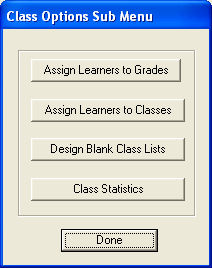 Class Options Sub Menu
Assign Learners to Grades
Assign Learners to Classes
Design Blank Class Lists
Class Statistics
Done